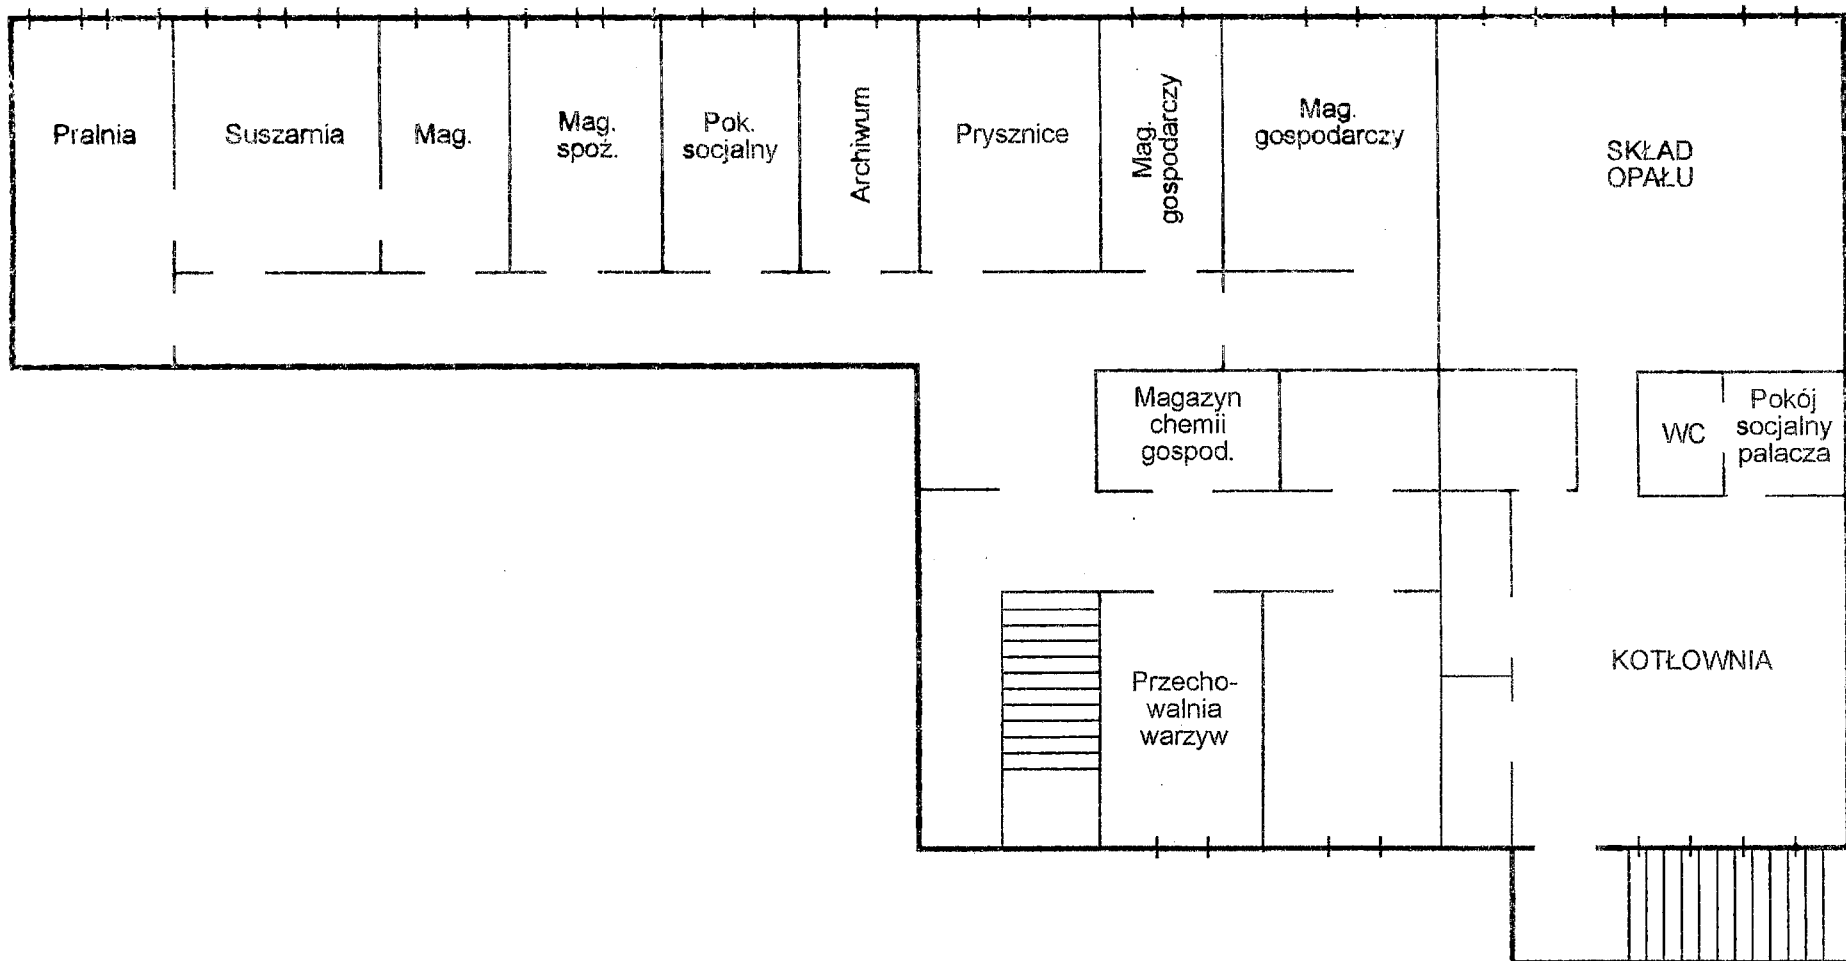 Pralnia
Suszarnia
Mag.
Mag.
spoż.
Pok.
socjalny
Archiwum
Prysznice
Mag.
gospodarczy
Mag.
gospodarczy
SKŁAD
OPAŁU
Magazyn
chemii
gospod.
WC
Pokój
socjalny
palacza
Przecho-
walnia
warzyw
KOTŁOWNIA